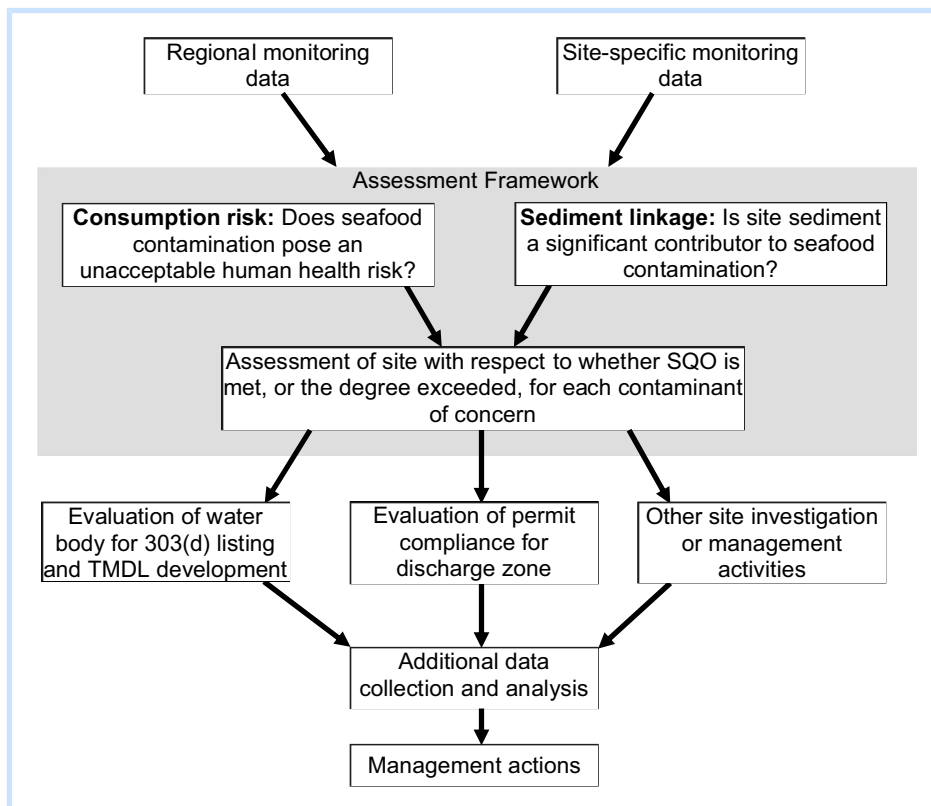 Regional monitoring
data
Site-specific monitoring
data
Assessment Framework
Consumption risk: Does seafood
contamination pose an
unacceptable human health risk?
Sediment linkage: Is site sediment
a significant contributor to seafood
contamination?
Assessment of site with respect to whether SQO is
met, or the degree exceeded, for each contaminant
of concern
Evaluation of water
body for 303(d) listing
and TMDL development
Evaluation of permit
compliance for
discharge zone
Other site investigation
or management
activities
Additional data
collection and analysis
Management actions